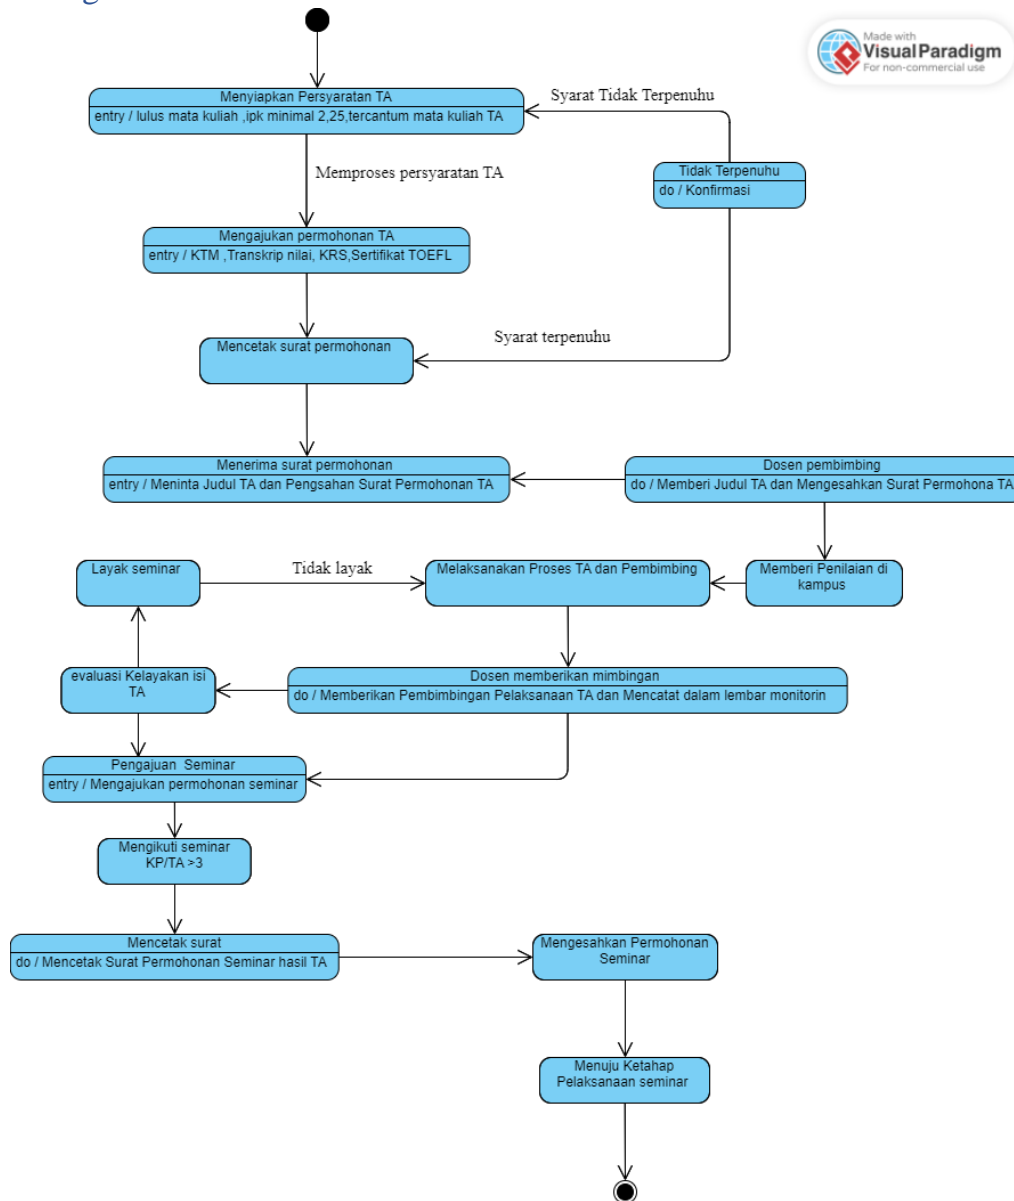 Made with
Visual Paradigm
For non-commercial use
Menyiapkan Persyaratan TA
entry / lulus mata kuliah ,ipk minimal 2,25,tercantum mata kuliah TA
Syarat Tidak Terpenuhu
Memproses persyaratan TA
Tidak Terpenuhu
do / Konfirmasi
Mengajukan permohonan TA
entry / KTM ,Transkrip nilai, KRS,Sertifikat TOEFL
Mencetak surat permohonan
Syarat terpenuhu
Menerima surat permohonan
entry / Meninta Judul TA dan Pengsahan Surat Permohonan TA
Dosen pembimbing
do / Memberi Judul TA dan Mengesahkan Surat Permohona TA
Layak seminar
Tidak layak
Melaksanakan Proses TA dan Pembimbing
Memberi Penilaian di
kampus
evaluasi Kelayakan isi
TA
Dosen memberikan mimbingan
do / Memberikan Pembimbingan Pelaksanaan TA dan Mencatat dalam lembar monitorin
Pengajuan  Seminar
entry / Mengajukan permohonan seminar
Mengikuti seminar
KP/TA >3
Mencetak surat
do / Mencetak Surat Permohonan Seminar hasil TA
Mengesahkan Permohonan
Seminar
Menuju Ketahap
Pelaksanaan seminar